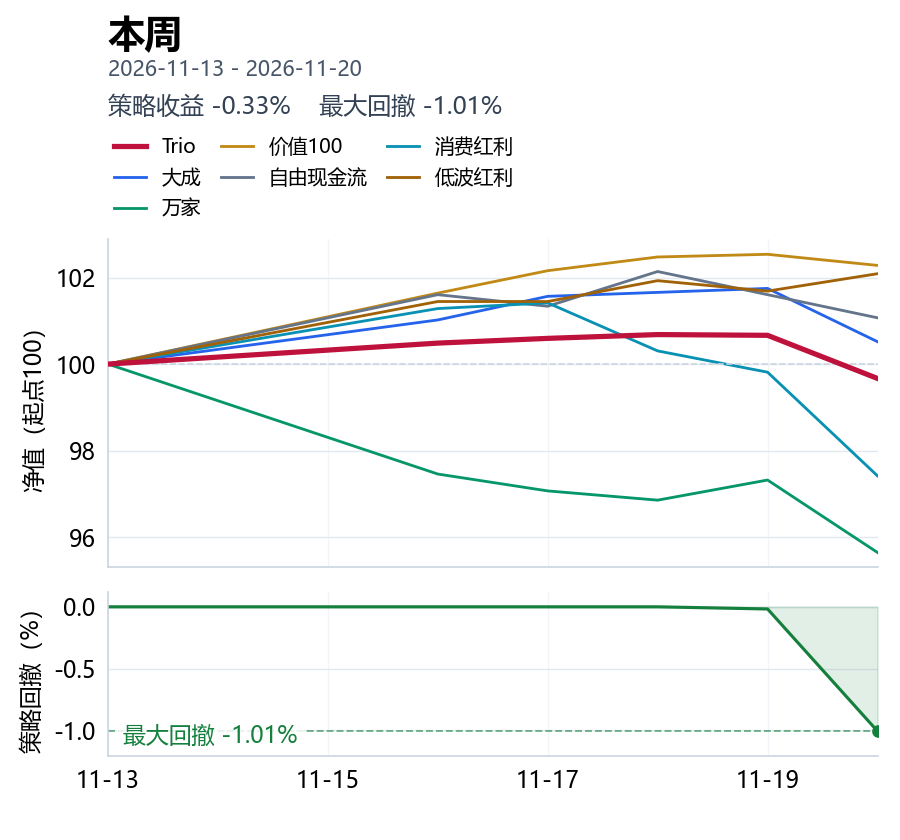 本周
2026-11-13 - 2026-11-20
策略收益 -0.33% 最大回撤 -1.01%
Trio 价值100 消费红利
大成 自由现金流 低波红利
万家
净值（起点100）
102
100
98
96
策略回撤（%）
0.0
-0.5
-1.0
最大回撤 -1.01%
11-13 11-15 11-17 11-19